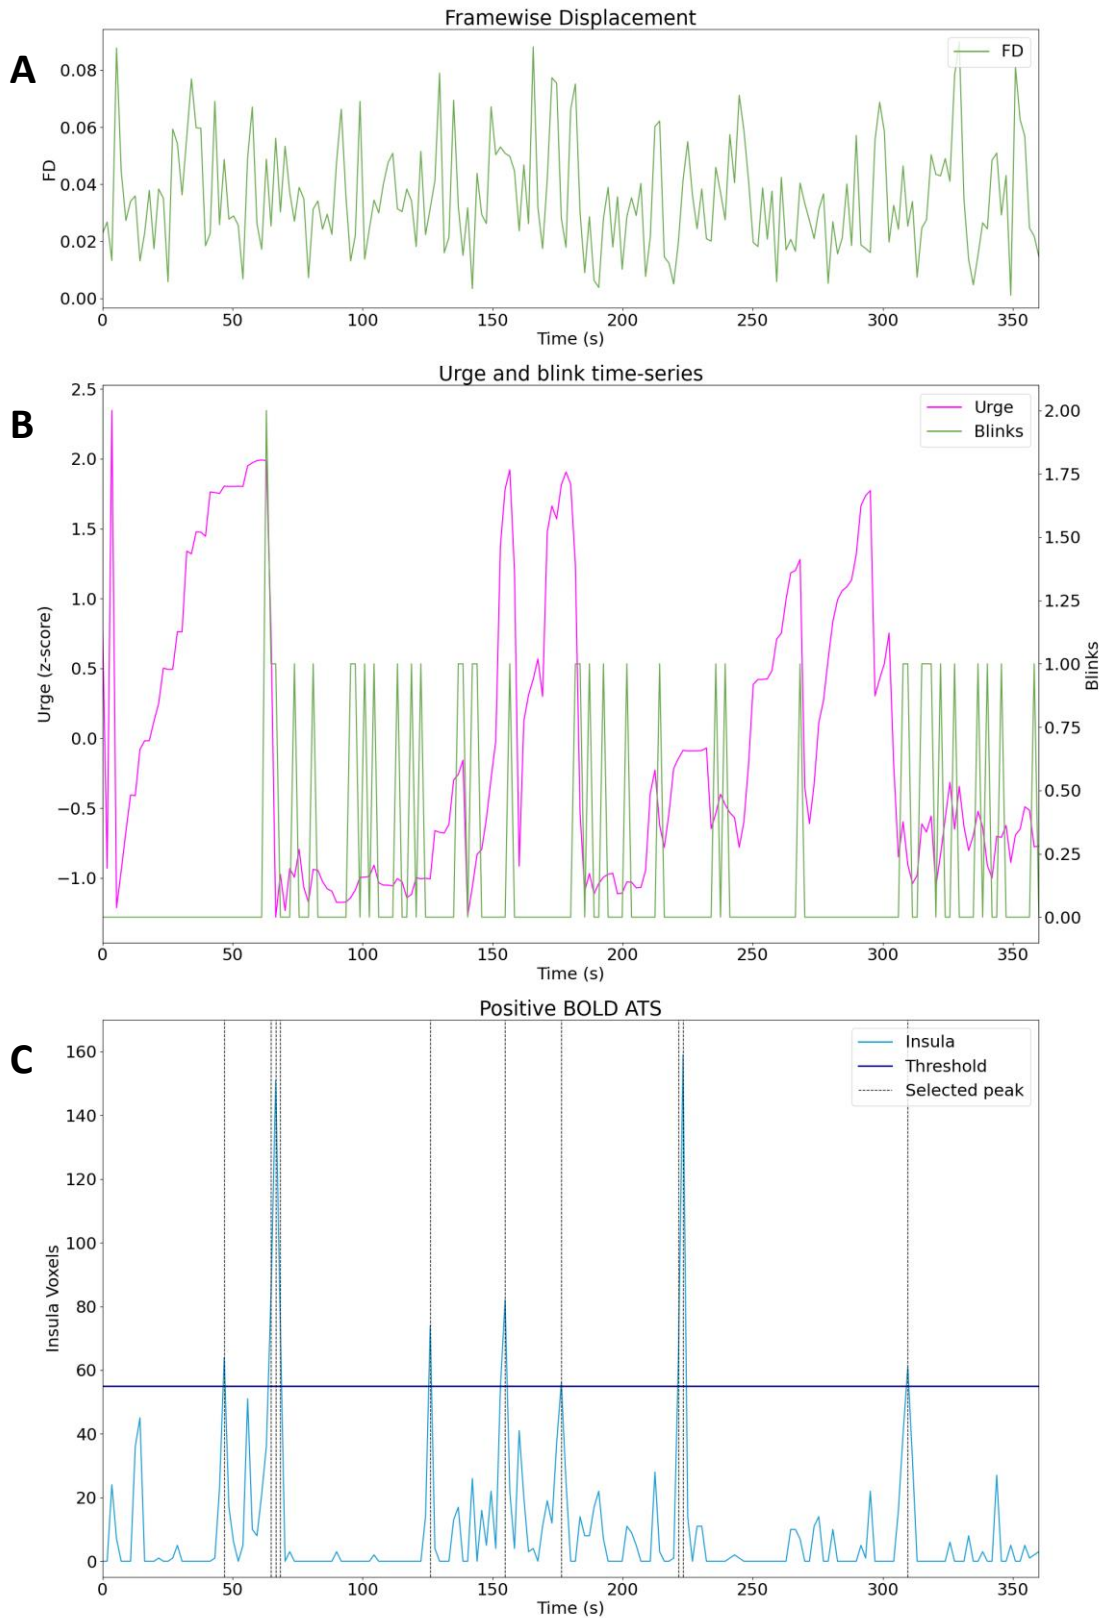 Framewise Displacement
A
FD
0.08
0.06
0.04
0.02
0.00
FD
0 50 100 150 200 250 300 350
Time (s)
Urge and blink time-series
B
Urge
Blinks
2.5
2.0
1.5
1.0
0.5
0.0
−0.5
−1.0
Urge (z-score)
2.00
1.75
1.50
1.25
1.00
0.75
0.50
0.25
0.00
Blinks
0 50 100 150 200 250 300 350
Time (s)
Positive BOLD ATS
C
Insula
Threshold
Selected peak
160
140
120
100
80
60
40
20
0
Insula Voxels
0 50 100 150 200 250 300 350
Time (s)